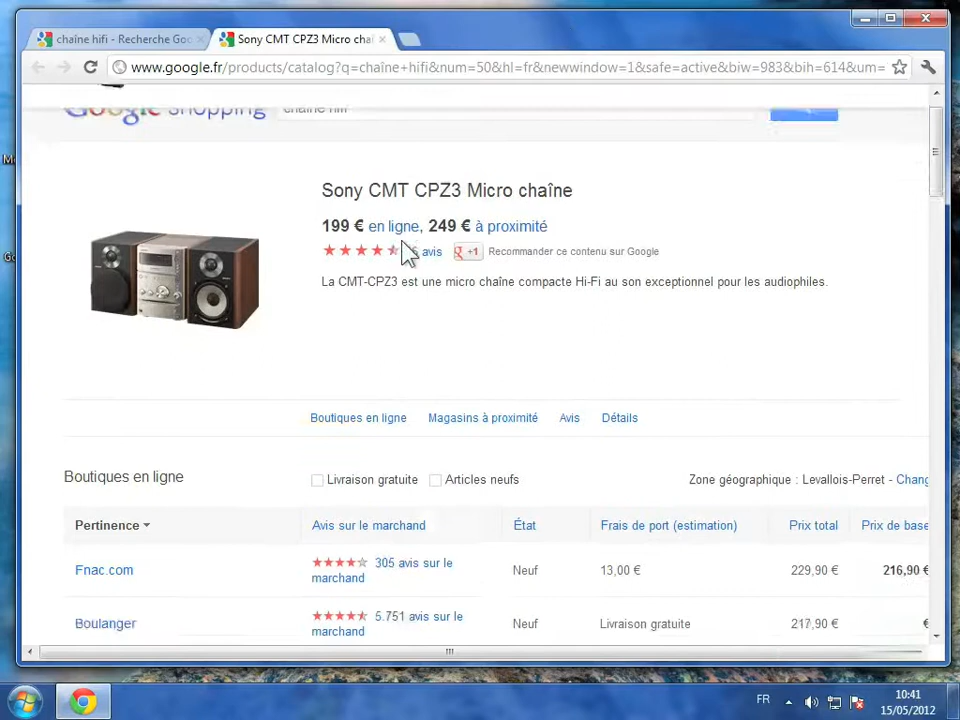 chaîne hifi - Recherche Goo
Sony CMT CPZ3 Micro chaî
www.google.fr/products/catalog?q=chaîne+hifi&num=50&hl=fr&newwindow=1&safe=active&biw=983&bih=614&um=
Google shopping
chaîne hifi
Sony CMT CPZ3 Micro chaîne
199 € en ligne, 249 € à proximité
avis +1 Recommander ce contenu sur Google
La CMT-CPZ3 est une micro chaîne compacte Hi-Fi au son exceptionnel pour les audiophiles.
Boutiques en ligne Magasins à proximité Avis Détails
Boutiques en ligne Livraison gratuite Articles neufs Zone géographique : Levallois-Perret - Chang
Pertinence Avis sur le marchand État Frais de port (estimation) Prix total Prix de base
Fnac.com 305 avis sur le marchand Neuf 13,00 € 229,90 € 216,90 €
Boulanger 5.751 avis sur le marchand Neuf Livraison gratuite 217,90 € €
FR 10:41
15/05/2012